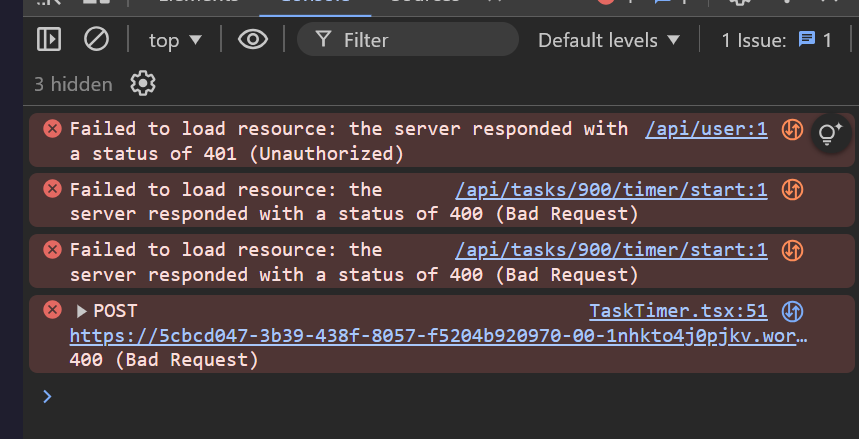 Elements Console Sources
top ▼ Filter Default levels ▼ 1 Issue: 1
3 hidden
Failed to load resource: the server responded with /api/user:1
a status of 401 (Unauthorized)
Failed to load resource: the /api/tasks/900/timer/start:1
server responded with a status of 400 (Bad Request)
Failed to load resource: the /api/tasks/900/timer/start:1
server responded with a status of 400 (Bad Request)
▶ POST TaskTimer.tsx:51
https://5cbcd047-3b39-438f-8057-f5204b920970-00-1nhkto4j0pjkv.wor…
400 (Bad Request)